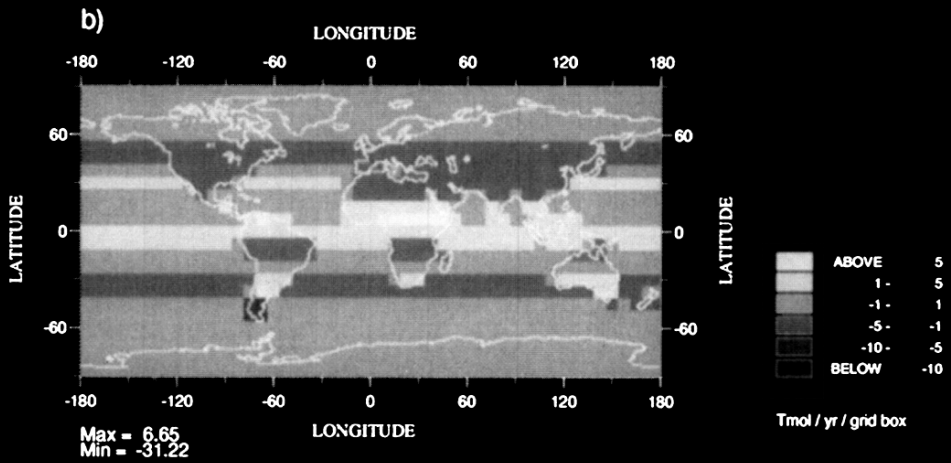 b)
LONGITUDE
-180 -120 -60 0 60 120 180
60 60
0 0
-60 -60
LATITUDE
LATITUDE
-180 -120 -60 0 60 120 180
LONGITUDE
Max = 6.65
Min = -31.22
ABOVE 5
1 - 5
-1 - 1
-5 - -1
-10 - -5
BELOW -10
Tmol / yr / grid box